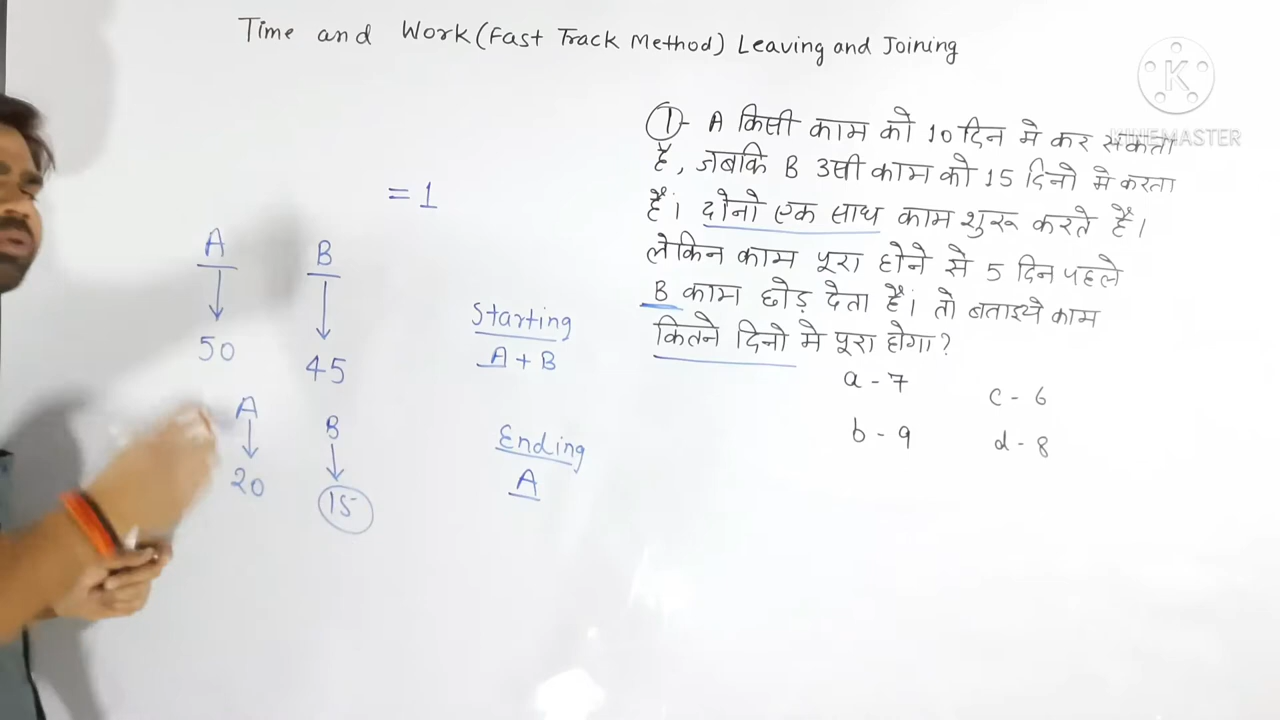 Time and Work (Fast Track Method) Leaving and Joining
K
KINEMASTER
①- A किसी काम को 10 दिन मे कर सकता
है, जबकि B उसी काम को 15 दिनो मे करता
है। दोनो एक साथ काम शुरू करते है।
लेकिन काम पूरा होने से 5 दिन पहले
B काम छोड़ देता है। तो बताइये काम
कितने दिनो मे पूरा होगा?
a - 7
c - 6
b - 9
d - 8
= 1
A B
50 45
A B
20 15
Starting
A + B
Ending
A